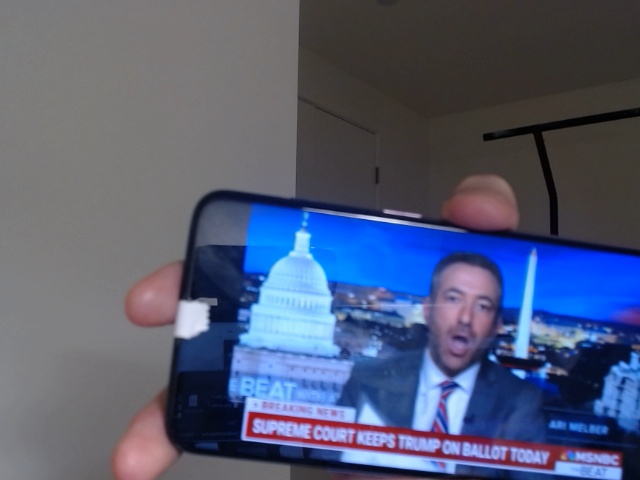 BEAT
BREAKING NEWS
SUPREME COURT KEEPS TRUMP ON BALLOT TODAY
ARI MELBER
MSNBC
BEAT